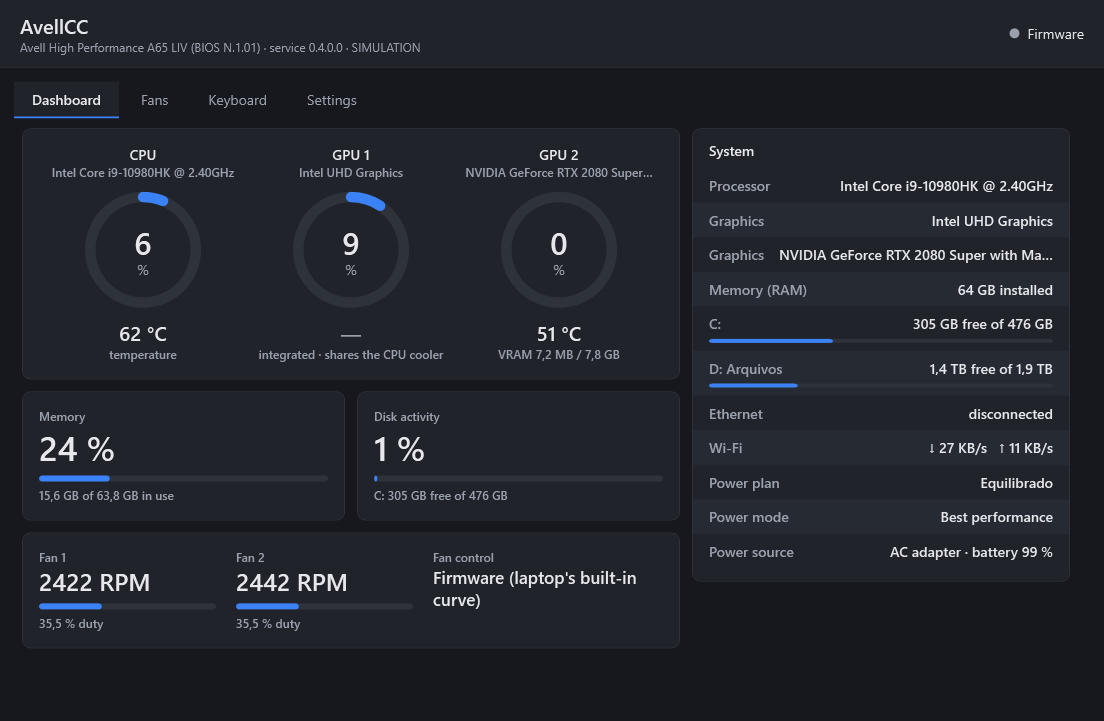 AvellCC
Avell High Performance A65 LIV (BIOS N.1.01) · service 0.4.0.0 · SIMULATION
Firmware
Dashboard
Fans
Keyboard
Settings
CPU
Intel Core i9-10980HK @ 2.40GHz
6
%
62 °C
temperature
GPU 1
Intel UHD Graphics
9
%
—
integrated · shares the CPU cooler
GPU 2
NVIDIA GeForce RTX 2080 Super...
0
%
51 °C
VRAM 7,2 MB / 7,8 GB
Memory
24 %
15,6 GB of 63,8 GB in use
Disk activity
1 %
C: 305 GB free of 476 GB
Fan 1
2422 RPM
35,5 % duty
Fan 2
2442 RPM
35,5 % duty
Fan control
Firmware (laptop's built-in
curve)
System
Processor Intel Core i9-10980HK @ 2.40GHz
Graphics Intel UHD Graphics
Graphics NVIDIA GeForce RTX 2080 Super with Ma...
Memory (RAM) 64 GB installed
C: 305 GB free of 476 GB
D: Arquivos 1,4 TB free of 1,9 TB
Ethernet disconnected
Wi-Fi ↓ 27 KB/s ↑ 11 KB/s
Power plan Equilibrado
Power mode Best performance
Power source AC adapter · battery 99 %